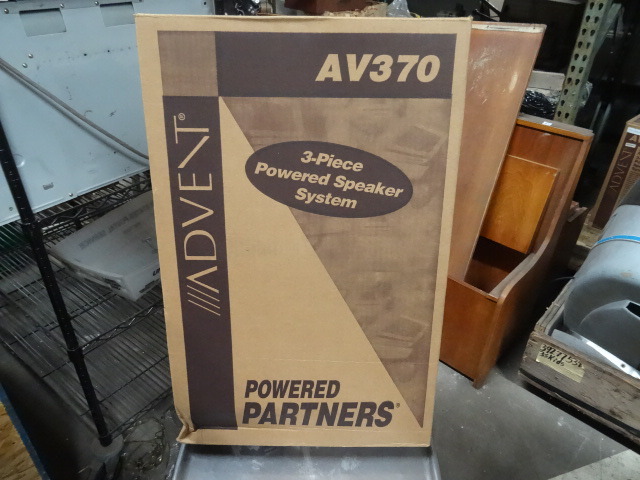 AV370
///ADVENT®
3-Piece
Powered Speaker
System
POWERED
PARTNERS®